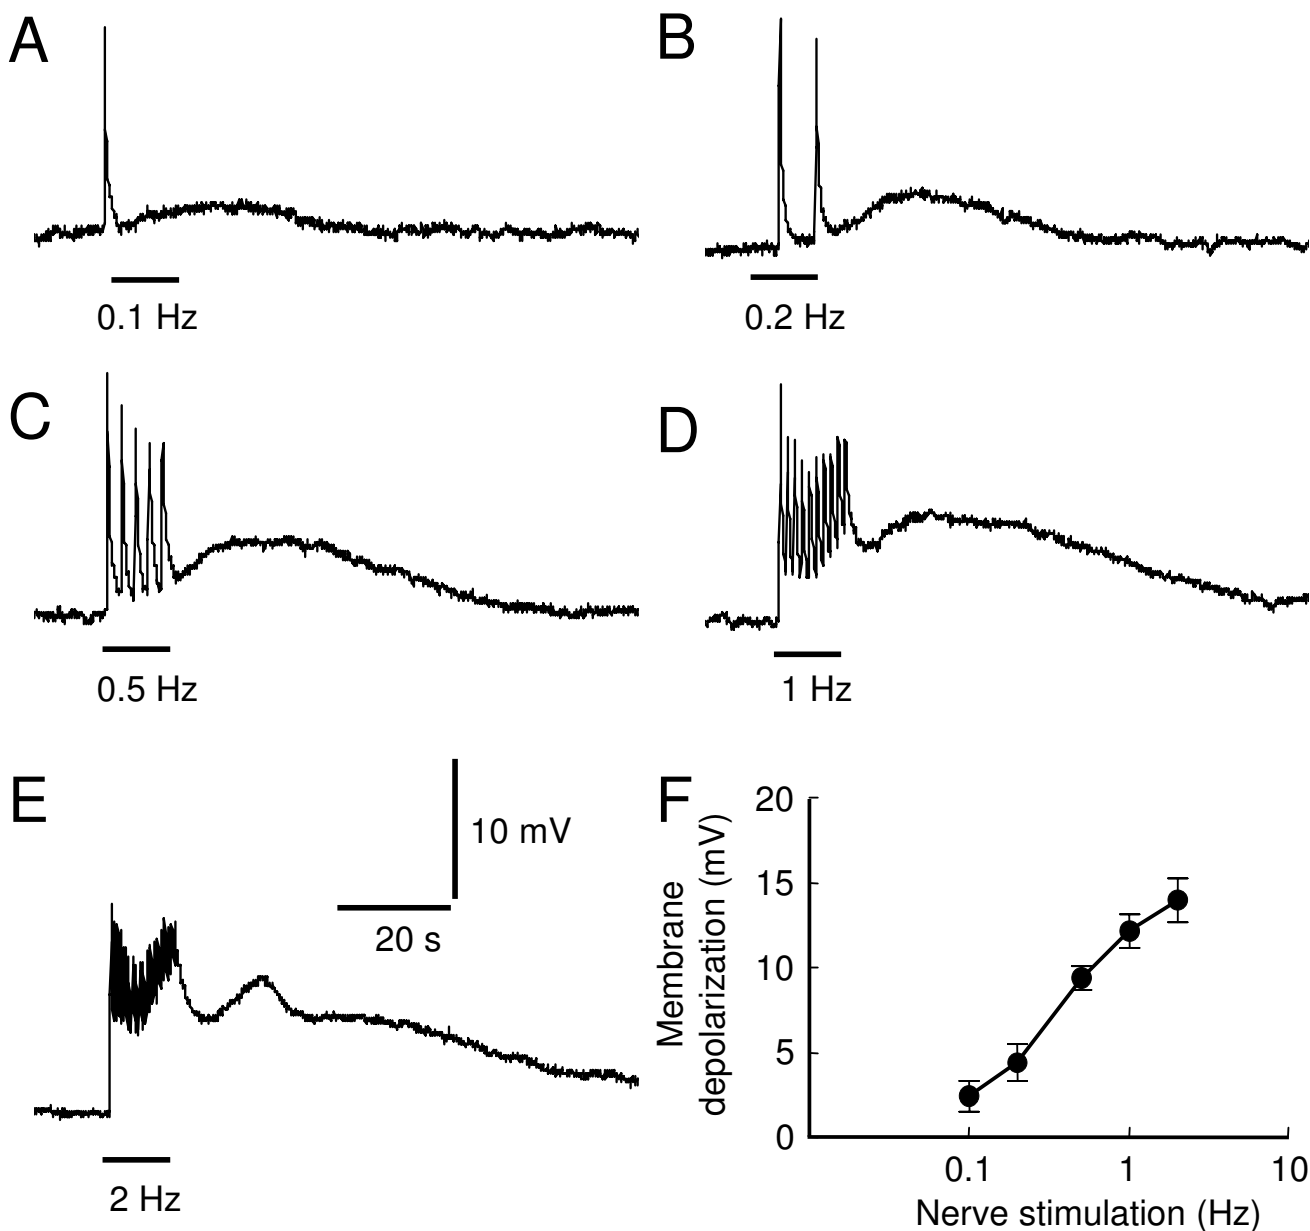 A
0.1 Hz
B
0.2 Hz
C
0.5 Hz
D
1 Hz
E
10 mV
20 s
2 Hz
F
Membrane
depolarization (mV)
20
15
10
5
0
0.1
1
10
Nerve stimulation (Hz)